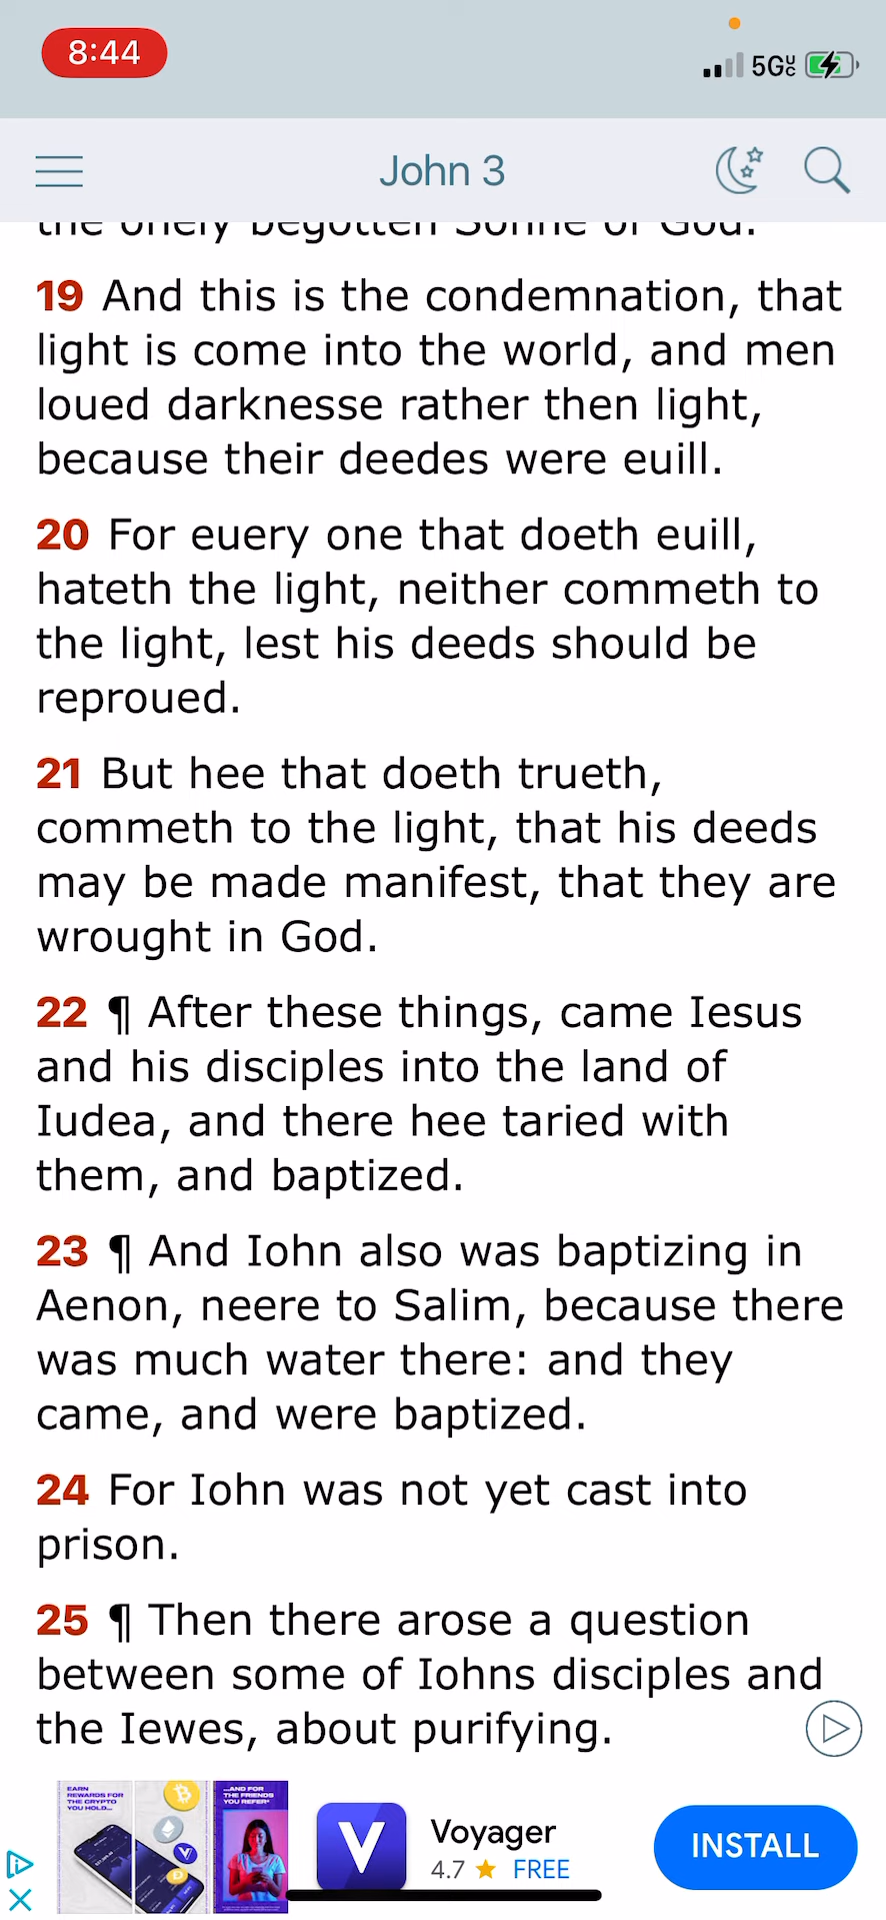 8:44
5GUC
John 3
the onely begotten Sonne of God.
19 And this is the condemnation, that
light is come into the world, and men
loued darknesse rather then light,
because their deedes were euill.
20 For euery one that doeth euill,
hateth the light, neither commeth to
the light, lest his deeds should be
reproued.
21 But hee that doeth trueth,
commeth to the light, that his deeds
may be made manifest, that they are
wrought in God.
22 ¶ After these things, came Iesus
and his disciples into the land of
Iudea, and there hee taried with
them, and baptized.
23 ¶ And Iohn also was baptizing in
Aenon, neere to Salim, because there
was much water there: and they
came, and were baptized.
24 For Iohn was not yet cast into
prison.
25 ¶ Then there arose a question
between some of Iohns disciples and
the Iewes, about purifying.
EARN
REWARDS FOR
THE CRYPTO
YOU HOLD...
...AND FOR
THE FRIENDS
YOU REFER*
V
Voyager
4.7 ★ FREE
INSTALL